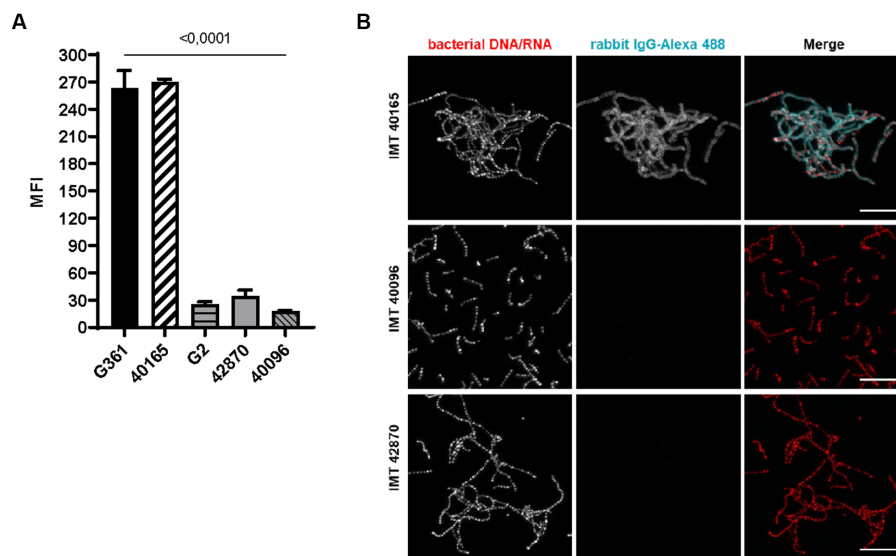 A
<0,0001
MFI
300
270
240
210
180
150
120
90
60
30
0
G361
40165
G2
42870
40096
B
bacterial DNA/RNA
rabbit IgG-Alexa 488
Merge
IMT 40165
IMT 40096
IMT 42870